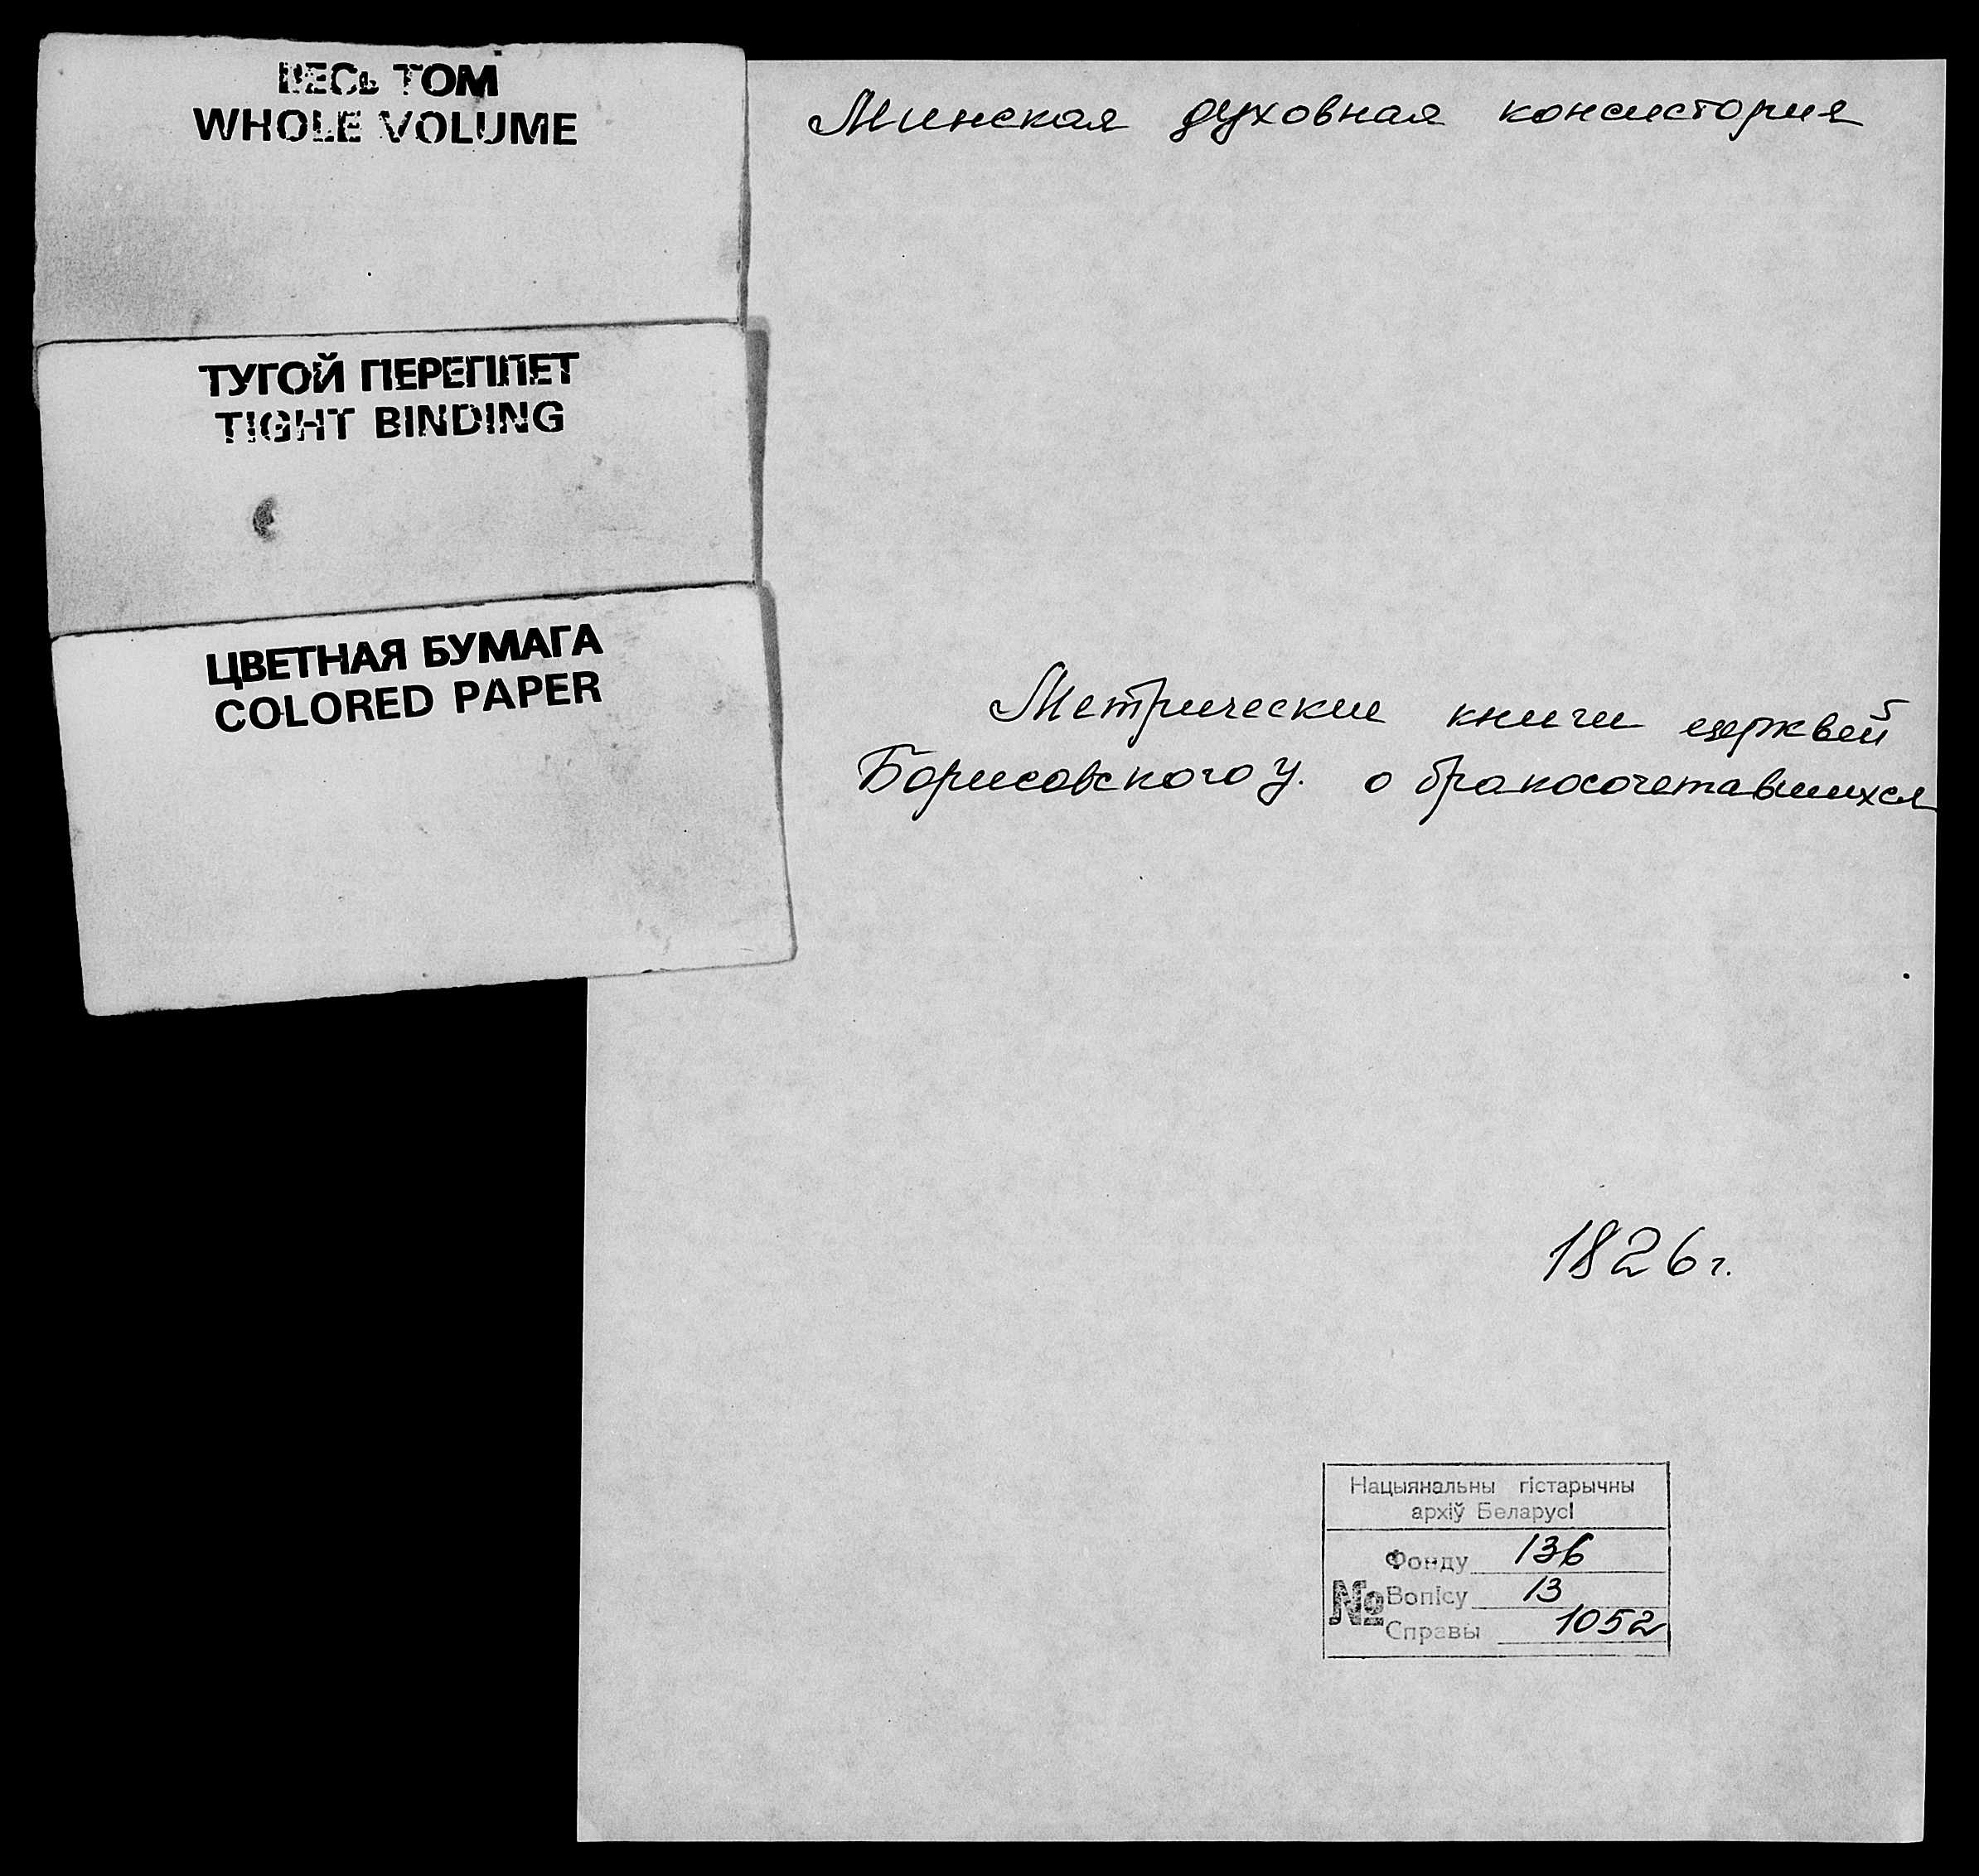 ВЕСЬ ТОМ
WHOLE VOLUME
ТУГОЙ ПЕРЕПЛЕТ
TIGHT BINDING
ЦВЕТНАЯ БУМАГА
COLORED PAPER
Минская духовная консистория
Метрические книги церквей
Борисовского у. о бракосочетавшихся
1826 г.
Нацыянальны гістарычны
архіў Беларусі
Фонду 136
№ Вопісу 13
Справы 1052